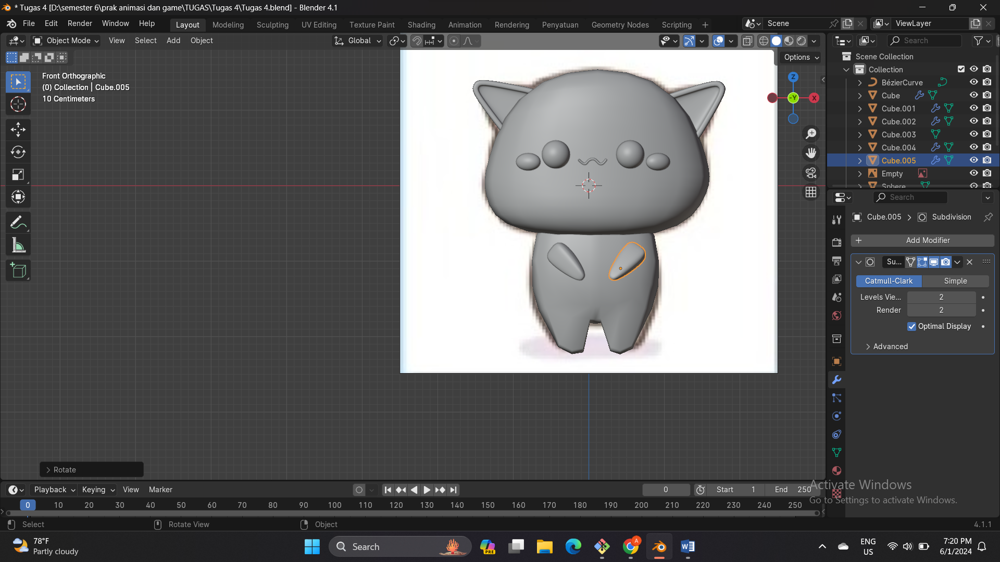 * Tugas 4 [D:\semester 6\prak animasi dan game\TUGAS\Tugas 4\Tugas 4.blend] - Blender 4.1
File Edit Render Window Help Layout Modeling Sculpting UV Editing Texture Paint Shading Animation Rendering Penyatuan Geometry Nodes Scripting + Scene ViewLayer
Object Mode View Select Add Object Global Search
Options
Front Orthographic
(0) Collection | Cube.005
10 Centimeters
Z
-Y X
Scene Collection
Collection
BézierCurve
Cube
Cube.001
Cube.002
Cube.003
Cube.004
Cube.005
Empty
Sphere
Search
Cube.005 > Subdivision
+ Add Modifier
Su...
Catmull-Clark Simple
Levels Vie... 2
Render 2
Optimal Display
Advanced
Rotate
Playback Keying View Marker 0 Start 1 End 250
0 10 20 30 40 50 60 70 80 90 100 110 120 130 140 150 160 170 180 190 200 210 220 230 240 250
Activate Windows
Go to Settings to activate Windows.
Select Rotate View Object 4.1.1
78°F
Partly cloudy
Search
PRE
A
ENG
US
7:20 PM
6/1/2024